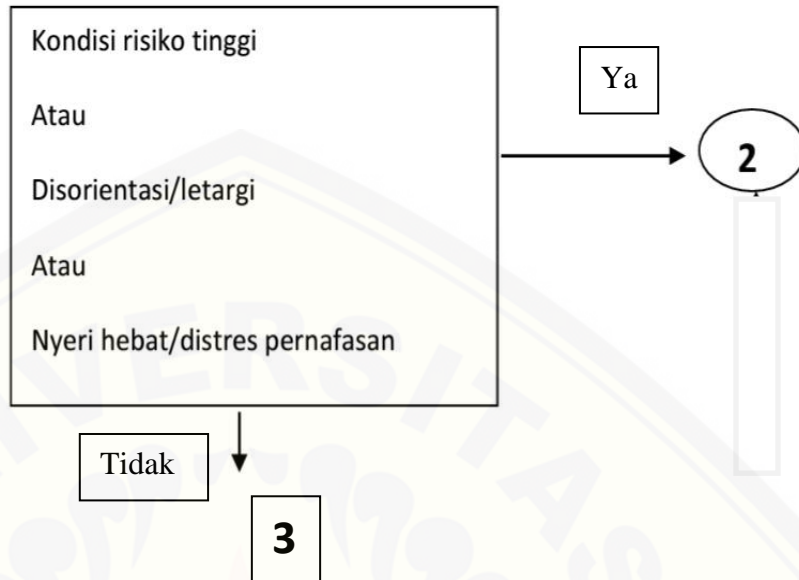 Kondisi risiko tinggi
Atau
Disorientasi/letargi
Atau
Nyeri hebat/distres pernafasan
Ya
2
Tidak
3